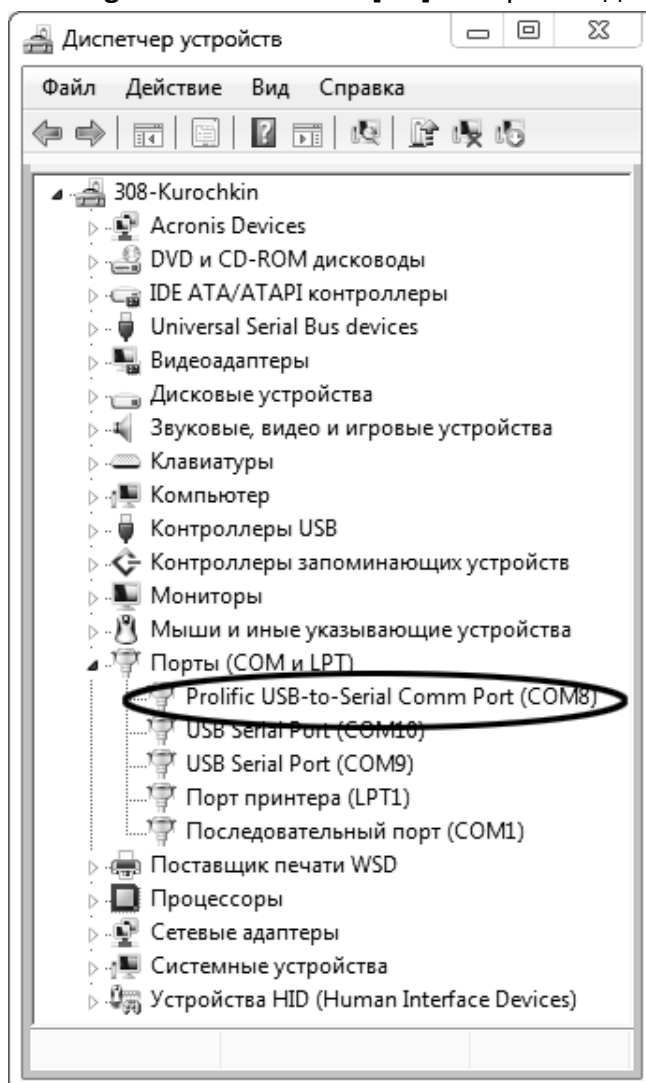 Диспетчер устройств
Файл Действие Вид Справка
308-Kurochkin
Acronis Devices
DVD и CD-ROM дисководы
IDE ATA/ATAPI контроллеры
Universal Serial Bus devices
Видеоадаптеры
Дисковые устройства
Звуковые, видео и игровые устройства
Клавиатуры
Компьютер
Контроллеры USB
Контроллеры запоминающих устройств
Мониторы
Мыши и иные указывающие устройства
Порты (COM и LPT)
Prolific USB-to-Serial Comm Port (COM8)
USB Serial Port (COM10)
USB Serial Port (COM9)
Порт принтера (LPT1)
Последовательный порт (COM1)
Поставщик печати WSD
Процессоры
Сетевые адаптеры
Системные устройства
Устройства HID (Human Interface Devices)